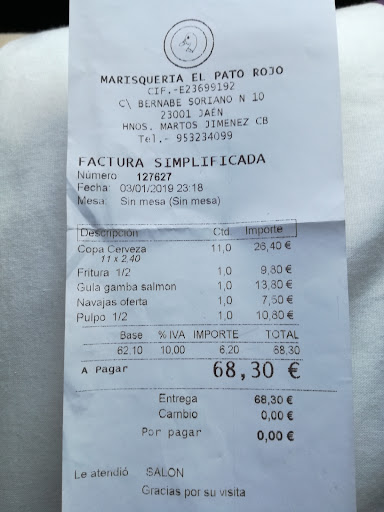 MARISQUERIA EL PATO ROJO
CIF.-E23699192
C\ BERNABE SORIANO N 10
23001 JAEN
HNOS. MARTOS JIMENEZ CB
Tel.- 953234099
FACTURA SIMPLIFICADA
Número 127627
Fecha: 03/01/2019 23:18
Mesa: Sin mesa (Sin mesa)
Descripción Ctd Importe
Copa Cerveza 11,0 26,40 €
11 x 2,40
Fritura 1/2 1,0 9,80 €
Gula gamba salmon 1,0 13,80 €
Navajas oferta 1,0 7,50 €
Pulpo 1/2 1,0 10,80 €
Base % IVA IMPORTE TOTAL
62,10 10,00 6,20 68,30
A Pagar 68,30 €
Entrega 68,30 €
Cambio 0,00 €
Por pagar 0,00 €
Le atendió SALON
Gracias por su visita